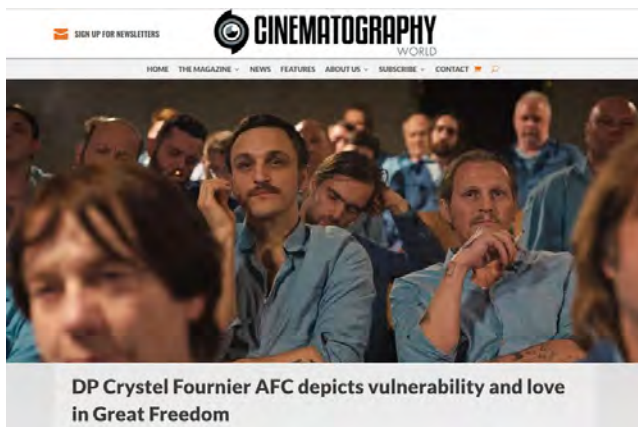 SIGN UP FOR NEWSLETTERS
CINEMATOGRAPHY
WORLD
HOME THE MAGAZINE NEWS FEATURES ABOUT US SUBSCRIBE CONTACT
DP Crystel Fournier AFC depicts vulnerability and love
in Great Freedom